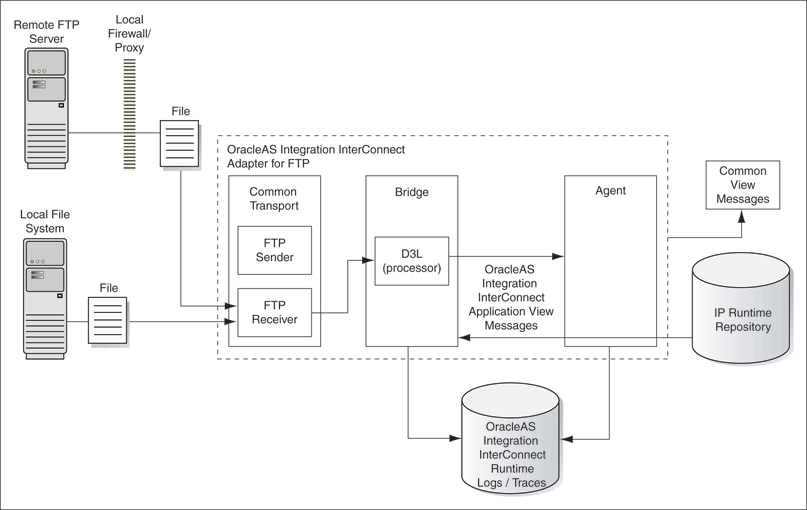 Remote FTP
Server
Local
Firewall/
Proxy
File
OracleAS Integration InterConnect
Adapter for FTP
Common
Transport
FTP
Sender
FTP
Receiver
Bridge
D3L
(processor)
OracleAS
Integration
InterConnect
Application View
Messages
Agent
Common
View
Messages
Local File
System
File
IP Runtime
Repository
OracleAS
Integration
InterConnect
Runtime
Logs / Traces